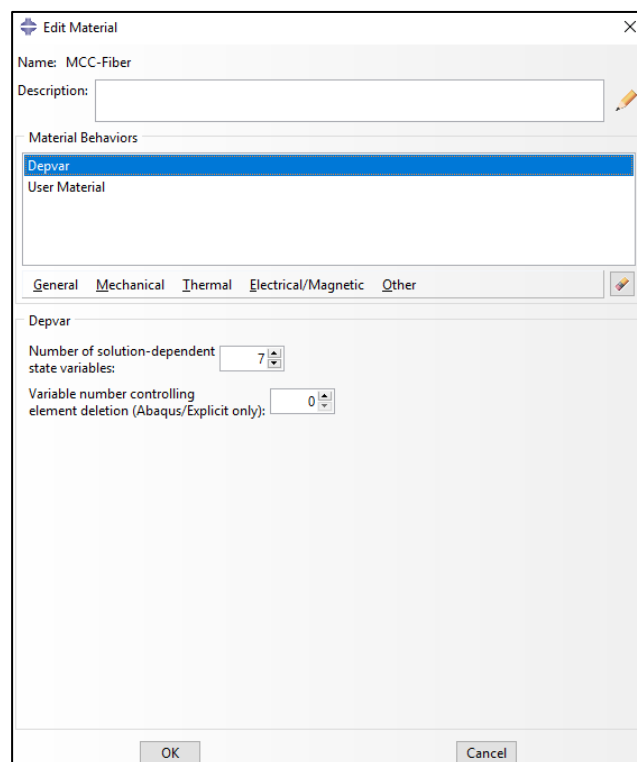 Edit Material
Name: MCC-Fiber
Description:
Material Behaviors
Depvar
User Material
General Mechanical Thermal Electrical/Magnetic Other
Depvar
Number of solution-dependent
state variables: 7
Variable number controlling
element deletion (Abaqus/Explicit only): 0
OK Cancel